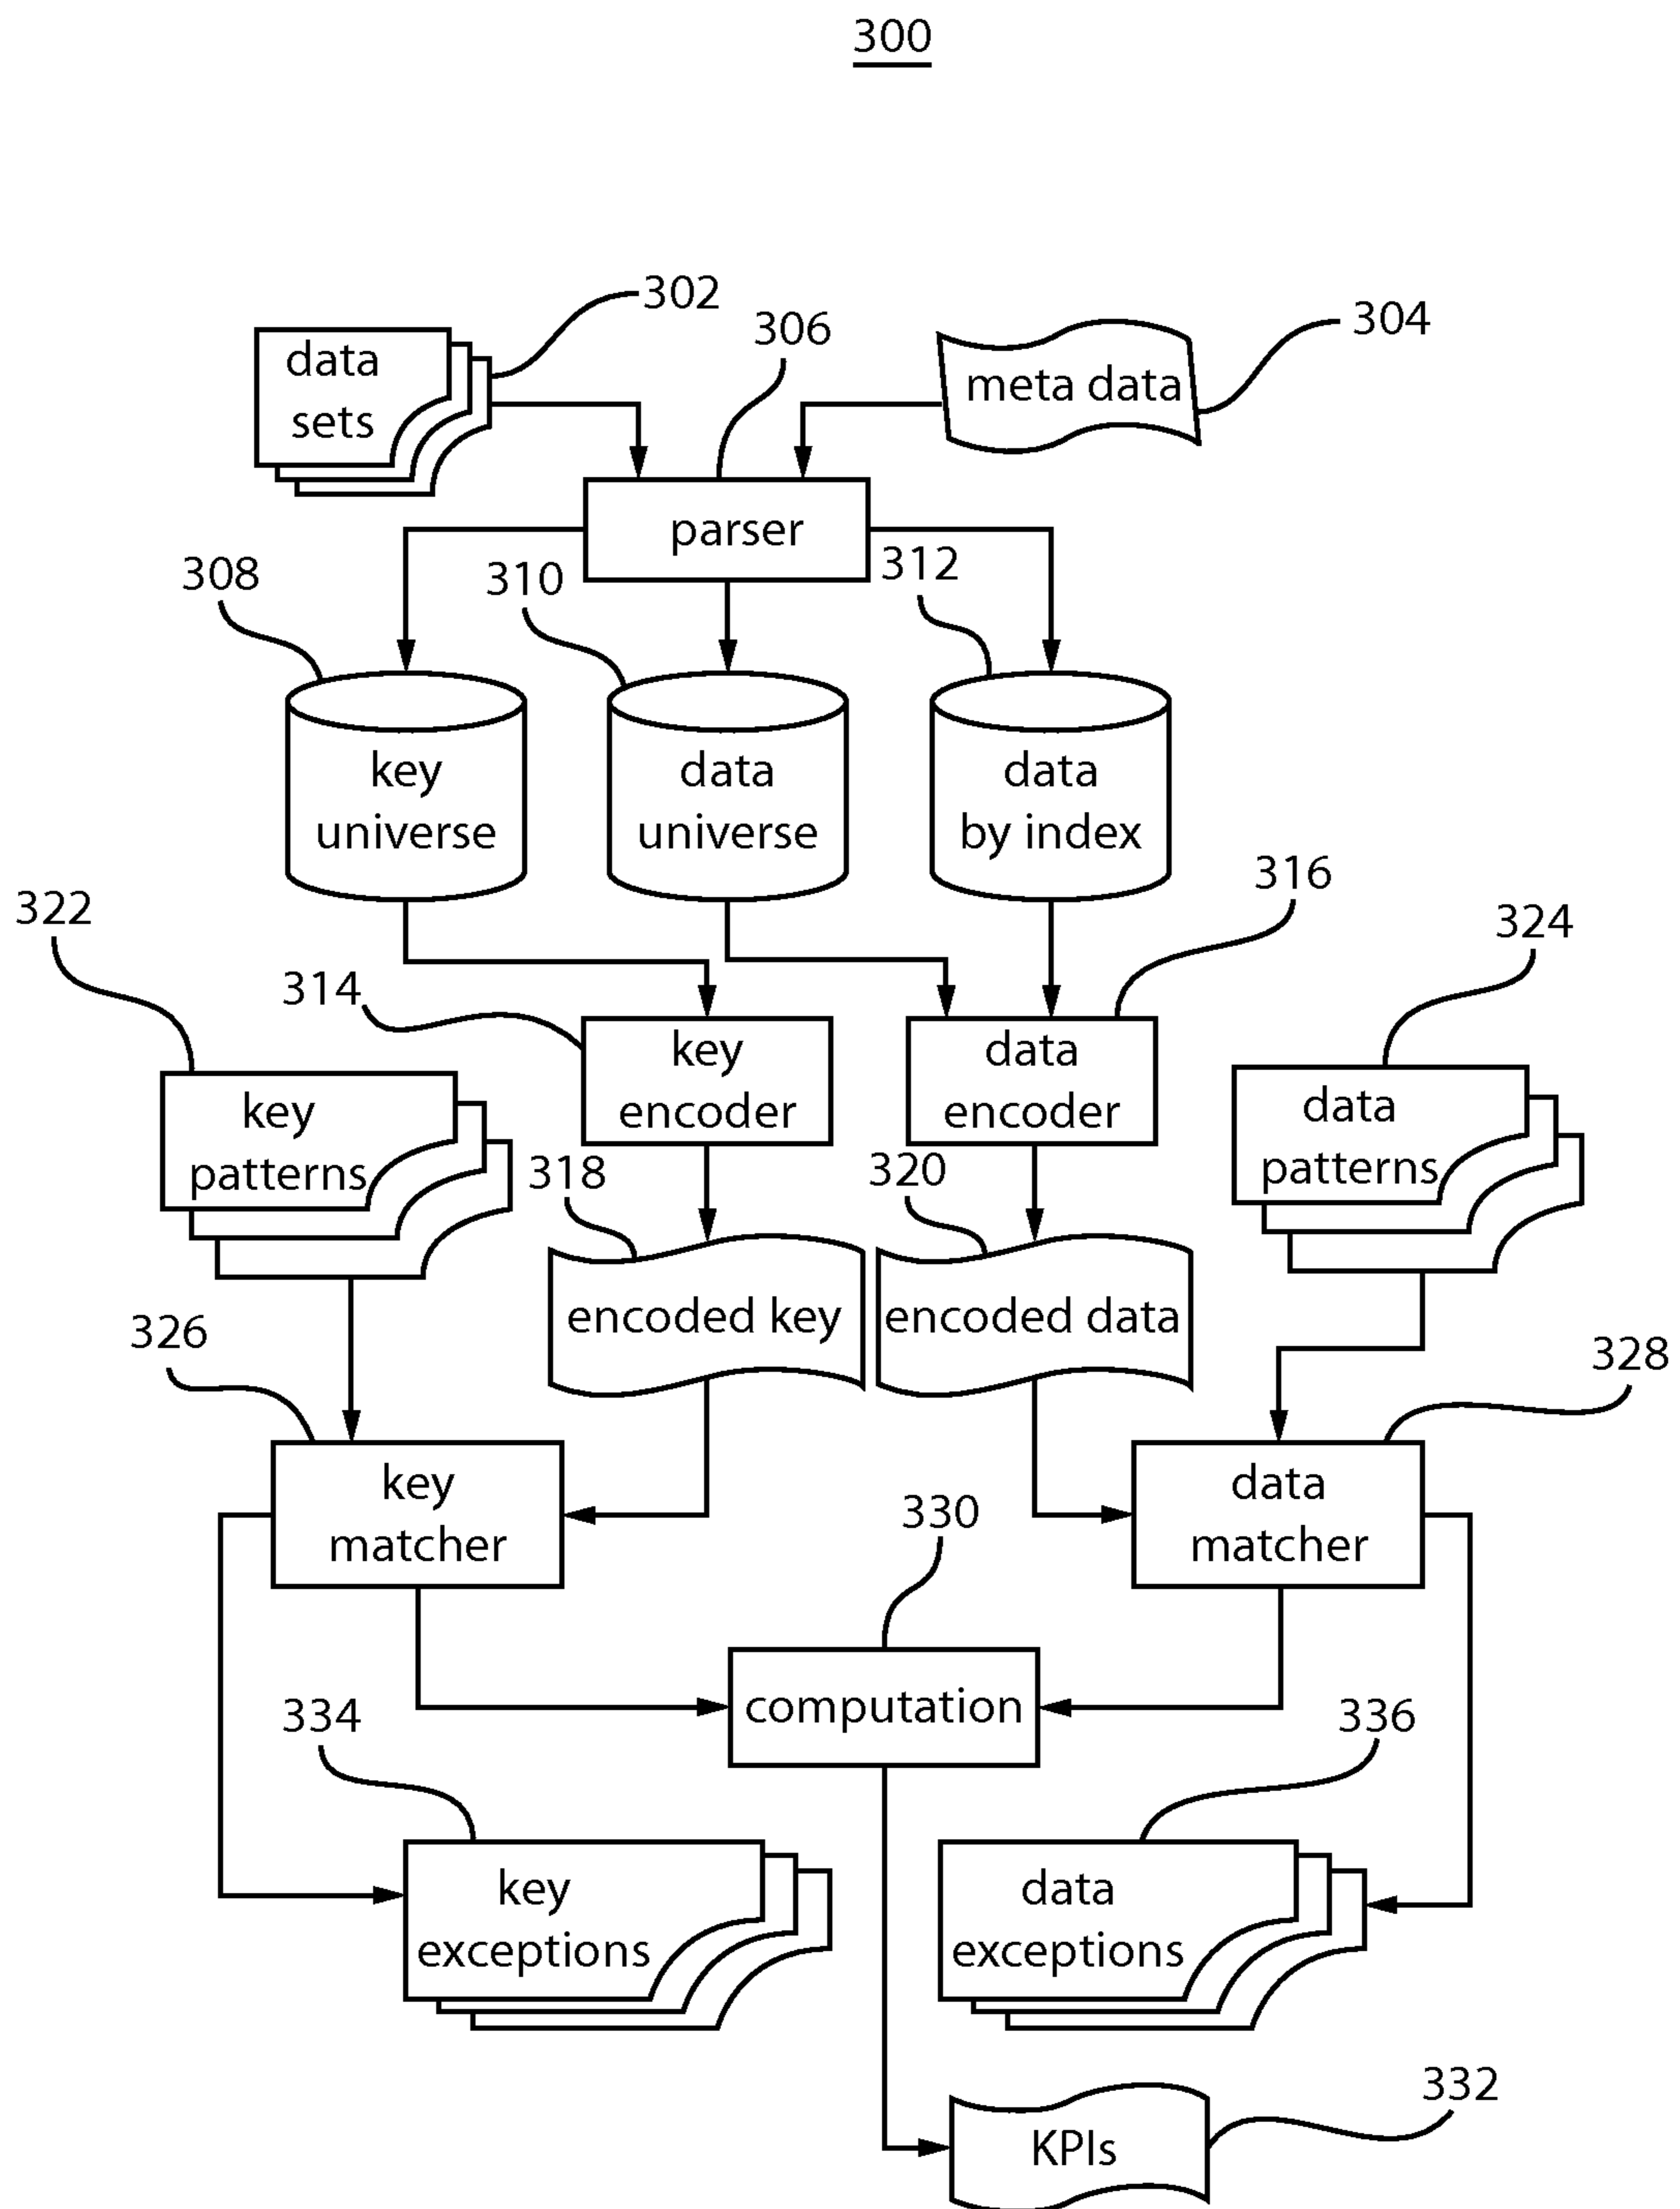 300
302
304
306
data
sets
meta data
parser
308
310
312
key
universe
data
universe
data
by index
316
322
324
314
key
encoder
data
encoder
key
patterns
data
patterns
318
320
encoded key
encoded data
326
328
key
matcher
data
matcher
330
computation
334
336
key
exceptions
data
exceptions
332
KPIs